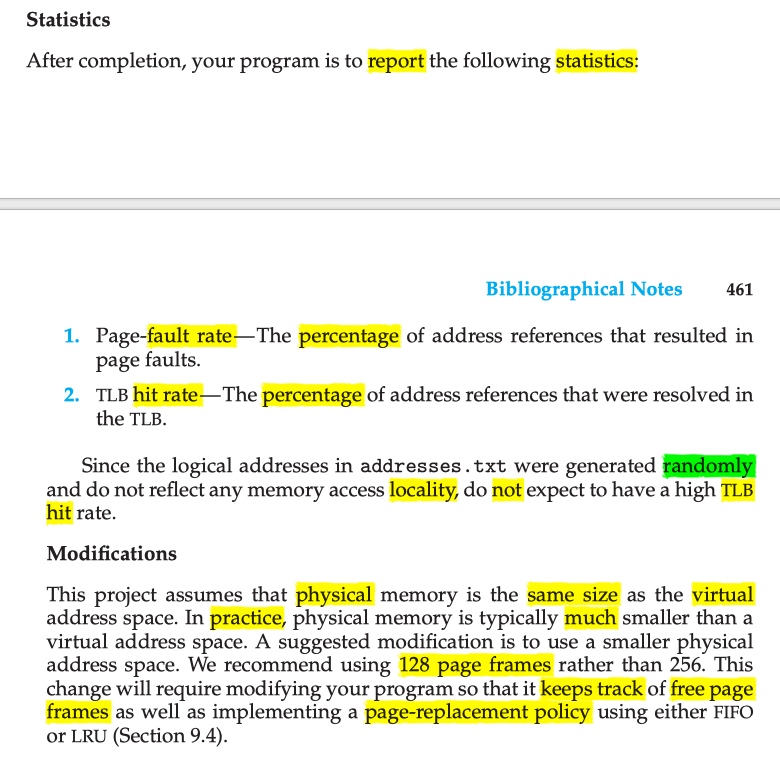 Statistics
After completion, your program is to report the following statistics:
Bibliographical Notes 461
1. Page-fault rate—The percentage of address references that resulted in
page faults.
2. TLB hit rate—The percentage of address references that were resolved in
the TLB.
Since the logical addresses in addresses.txt were generated randomly
and do not reflect any memory access locality, do not expect to have a high TLB
hit rate.
Modifications
This project assumes that physical memory is the same size as the virtual
address space. In practice, physical memory is typically much smaller than a
virtual address space. A suggested modification is to use a smaller physical
address space. We recommend using 128 page frames rather than 256. This
change will require modifying your program so that it keeps track of free page
frames as well as implementing a page-replacement policy using either FIFO
or LRU (Section 9.4).